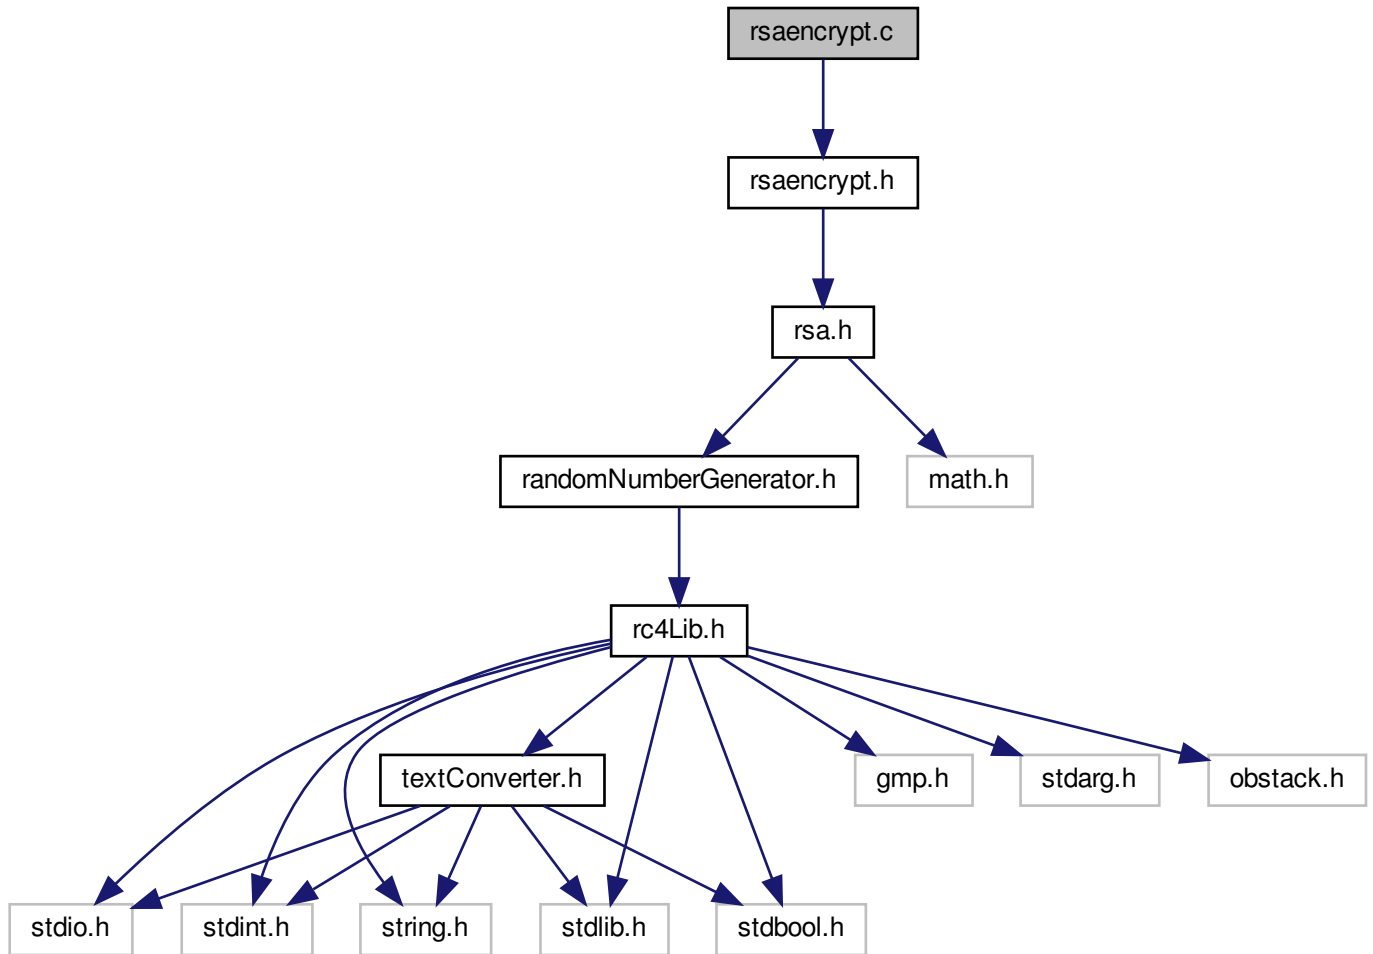 rsaencrypt.c
rsaencrypt.h
rsa.h
randomNumberGenerator.h
math.h
rc4Lib.h
textConverter.h
gmp.h
stdarg.h
obstack.h
stdio.h
stdint.h
string.h
stdlib.h
stdbool.h